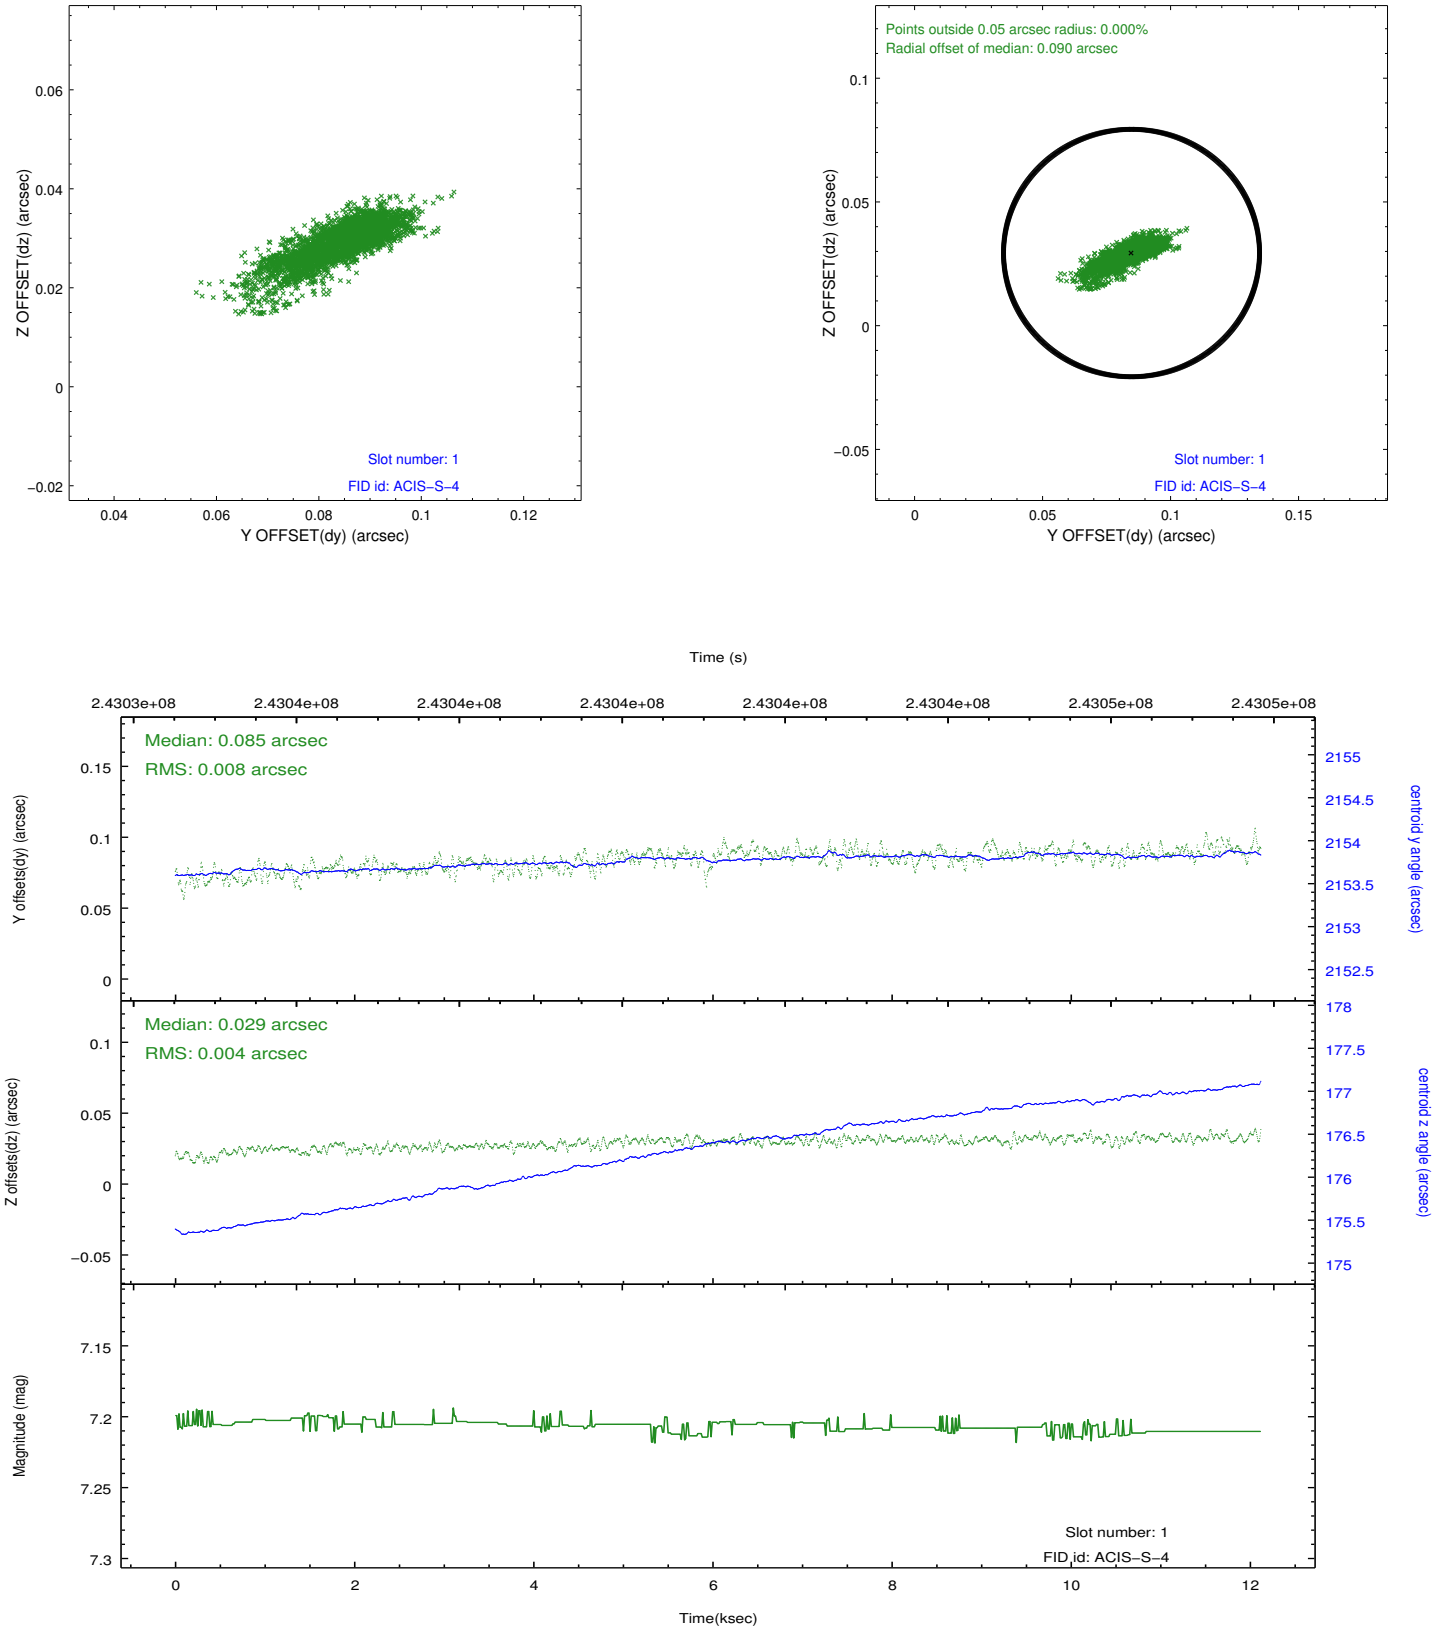 0.06
0.04
0.02
0
−0.02
Z OFFSET(dz) (arcsec)
Slot number: 1
FID id: ACIS−S−4
0.04 0.06 0.08 0.1 0.12
Y OFFSET(dy) (arcsec)
Points outside 0.05 arcsec radius: 0.000%
Radial offset of median: 0.090 arcsec
0.1
0.05
0
−0.05
Z OFFSET(dz) (arcsec)
Slot number: 1
FID id: ACIS−S−4
0 0.05 0.1 0.15
Y OFFSET(dy) (arcsec)
Time (s)
2.4303e+08 2.4304e+08 2.4304e+08 2.4304e+08 2.4304e+08 2.4304e+08 2.4305e+08 2.4305e+08
Median: 0.085 arcsec
RMS: 0.008 arcsec
0.15
0.1
0.05
0
Y offsets(dy) (arcsec)
2155
2154.5
2154
2153.5
2153
2152.5
centroid y angle (arcsec)
Median: 0.029 arcsec
RMS: 0.004 arcsec
0.1
0.05
0
−0.05
Z offsets(dz) (arcsec)
178
177.5
177
176.5
176
175.5
175
centroid z angle (arcsec)
7.15
7.2
7.25
7.3
Magnitude (mag)
Slot number: 1
FID id: ACIS−S−4
0 2 4 6 8 10 12
Time(ksec)